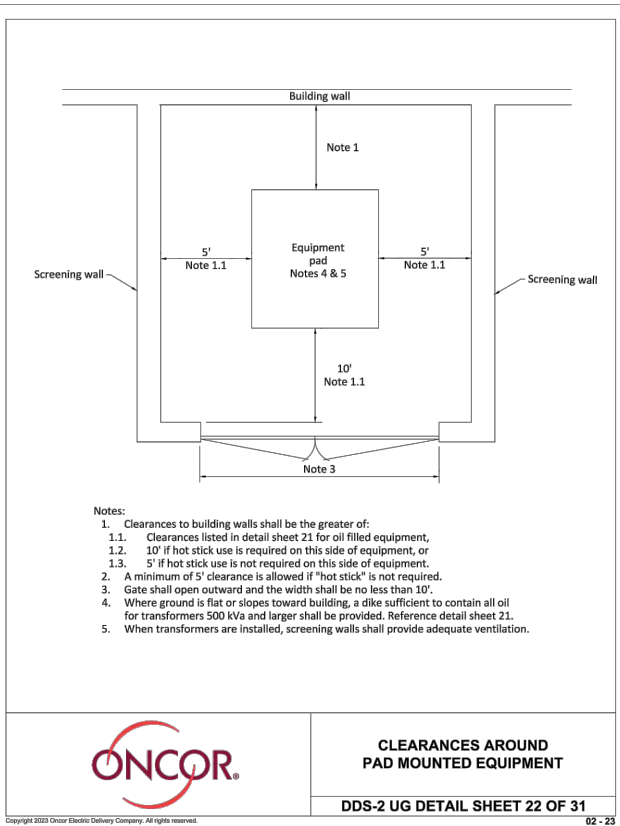 Building wall
Note 1
5'
Note 1.1
Equipment
pad
Notes 4 & 5
5'
Note 1.1
Screening wall
Screening wall
10'
Note 1.1
Note 3
Notes:
1. Clearances to building walls shall be the greater of:
1.1. Clearances listed in detail sheet 21 for oil filled equipment,
1.2. 10' if hot stick use is required on this side of equipment, or
1.3. 5' if hot stick use is not required on this side of equipment.
2. A minimum of 5' clearance is allowed if "hot stick" is not required.
3. Gate shall open outward and the width shall be no less than 10'.
4. Where ground is flat or slopes toward building, a dike sufficient to contain all oil
for transformers 500 kVa and larger shall be provided. Reference detail sheet 21.
5. When transformers are installed, screening walls shall provide adequate ventilation.
ONCOR®
CLEARANCES AROUND
PAD MOUNTED EQUIPMENT
DDS-2 UG DETAIL SHEET 22 OF 31
Copyright 2023 Oncor Electric Delivery Company. All rights reserved.
02 - 23